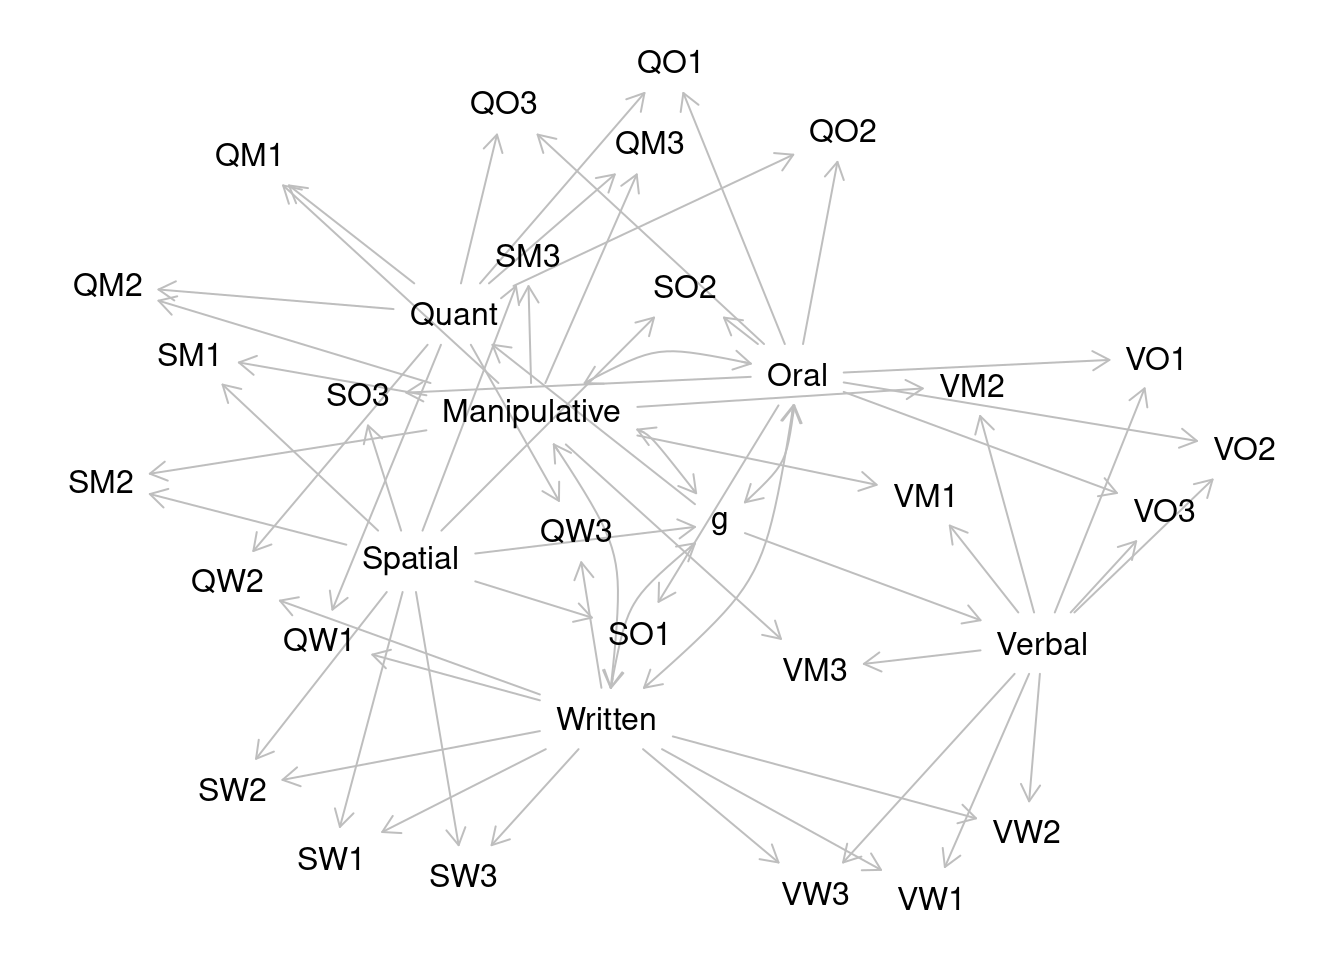 QO1
QO3
QO2
QM3
QM1
SM3
QM2
SO2
Quant
SM1
VO1
Oral
VM2
SO3
Manipulative
VO2
SM2
VM1
VO3
g
QW3
Spatial
QW2
SO1
QW1
Verbal
VM3
Written
SW2
VW2
SW1
SW3
VW3
VW1